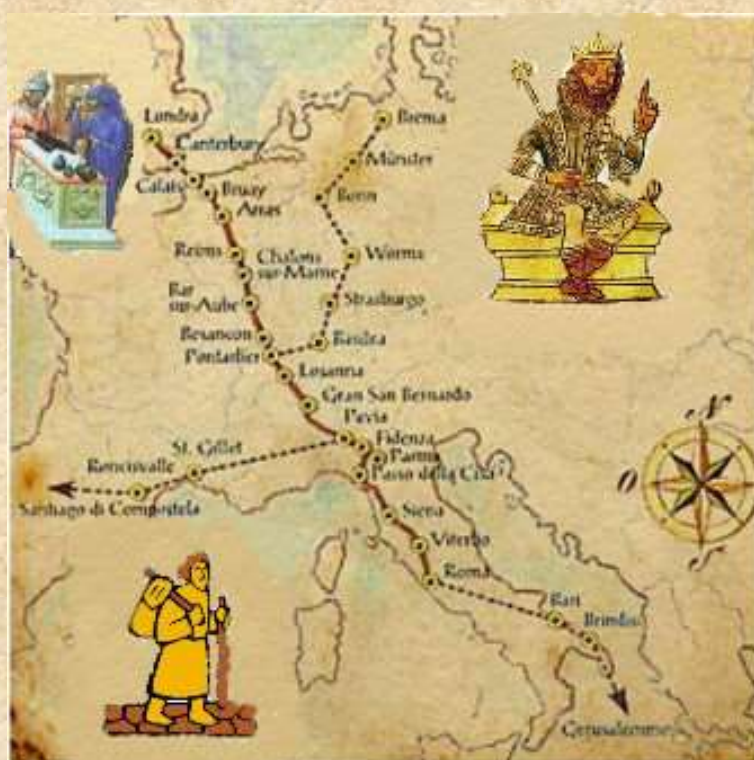 Londra
Brema
Canterbury
Münster
Calais
Bruay
Bonn
Arras
Reims
Chalons
sur-Marne
Worms
Bar
sur-Aube
Strasburgo
Besancon
Basilea
Pontarlier
Losanna
Gran San Bernardo
Pavia
N
St. Gilles
Fidenza
Parma
Roncisvalle
Passo della Cisa
O
Santiago di Compostela
Siena
Viterbo
S
Roma
Bari
Brindisi
Gerusalemme